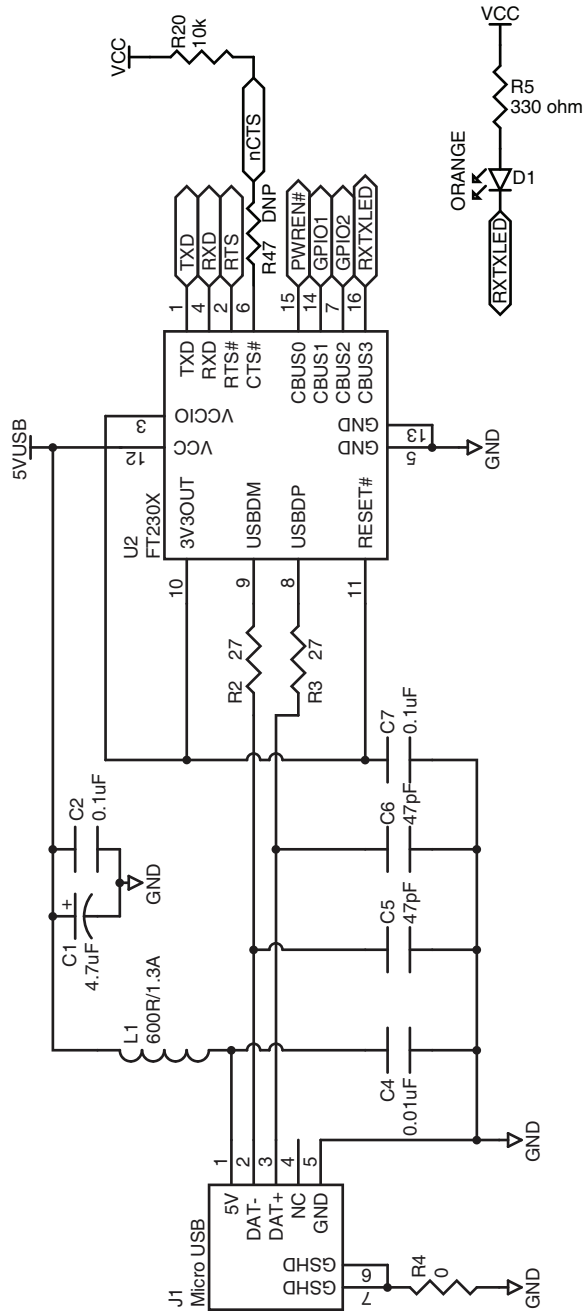 J1
Micro USB
5V
DAT-
DAT+
NC
GND
GSHD
GSHD
1
2
3
4
5
6
7
R4
0
GND
GND
L1
600R/1.3A
C1
4.7uF
+
C2
0.1uF
GND
C4
0.01uF
C5
47pF
C6
47pF
C7
0.1uF
R2
27
R3
27
5VUSB
U2
FT230X
3V3OUT
USBDM
USBDP
RESET#
10
9
8
11
VCC
VCCIO
12
3
GND
GND
5
13
GND
TXD
RXD
RTS#
CTS#
CBUS0
CBUS1
CBUS2
CBUS3
1
4
2
6
15
14
7
16
TXD
RXD
RTS
R47
DNP
nCTS
R20
10k
VCC
PWREN#
GPIO1
GPIO2
RXTXLED
RXTXLED
ORANGE
D1
R5
330 ohm
VCC